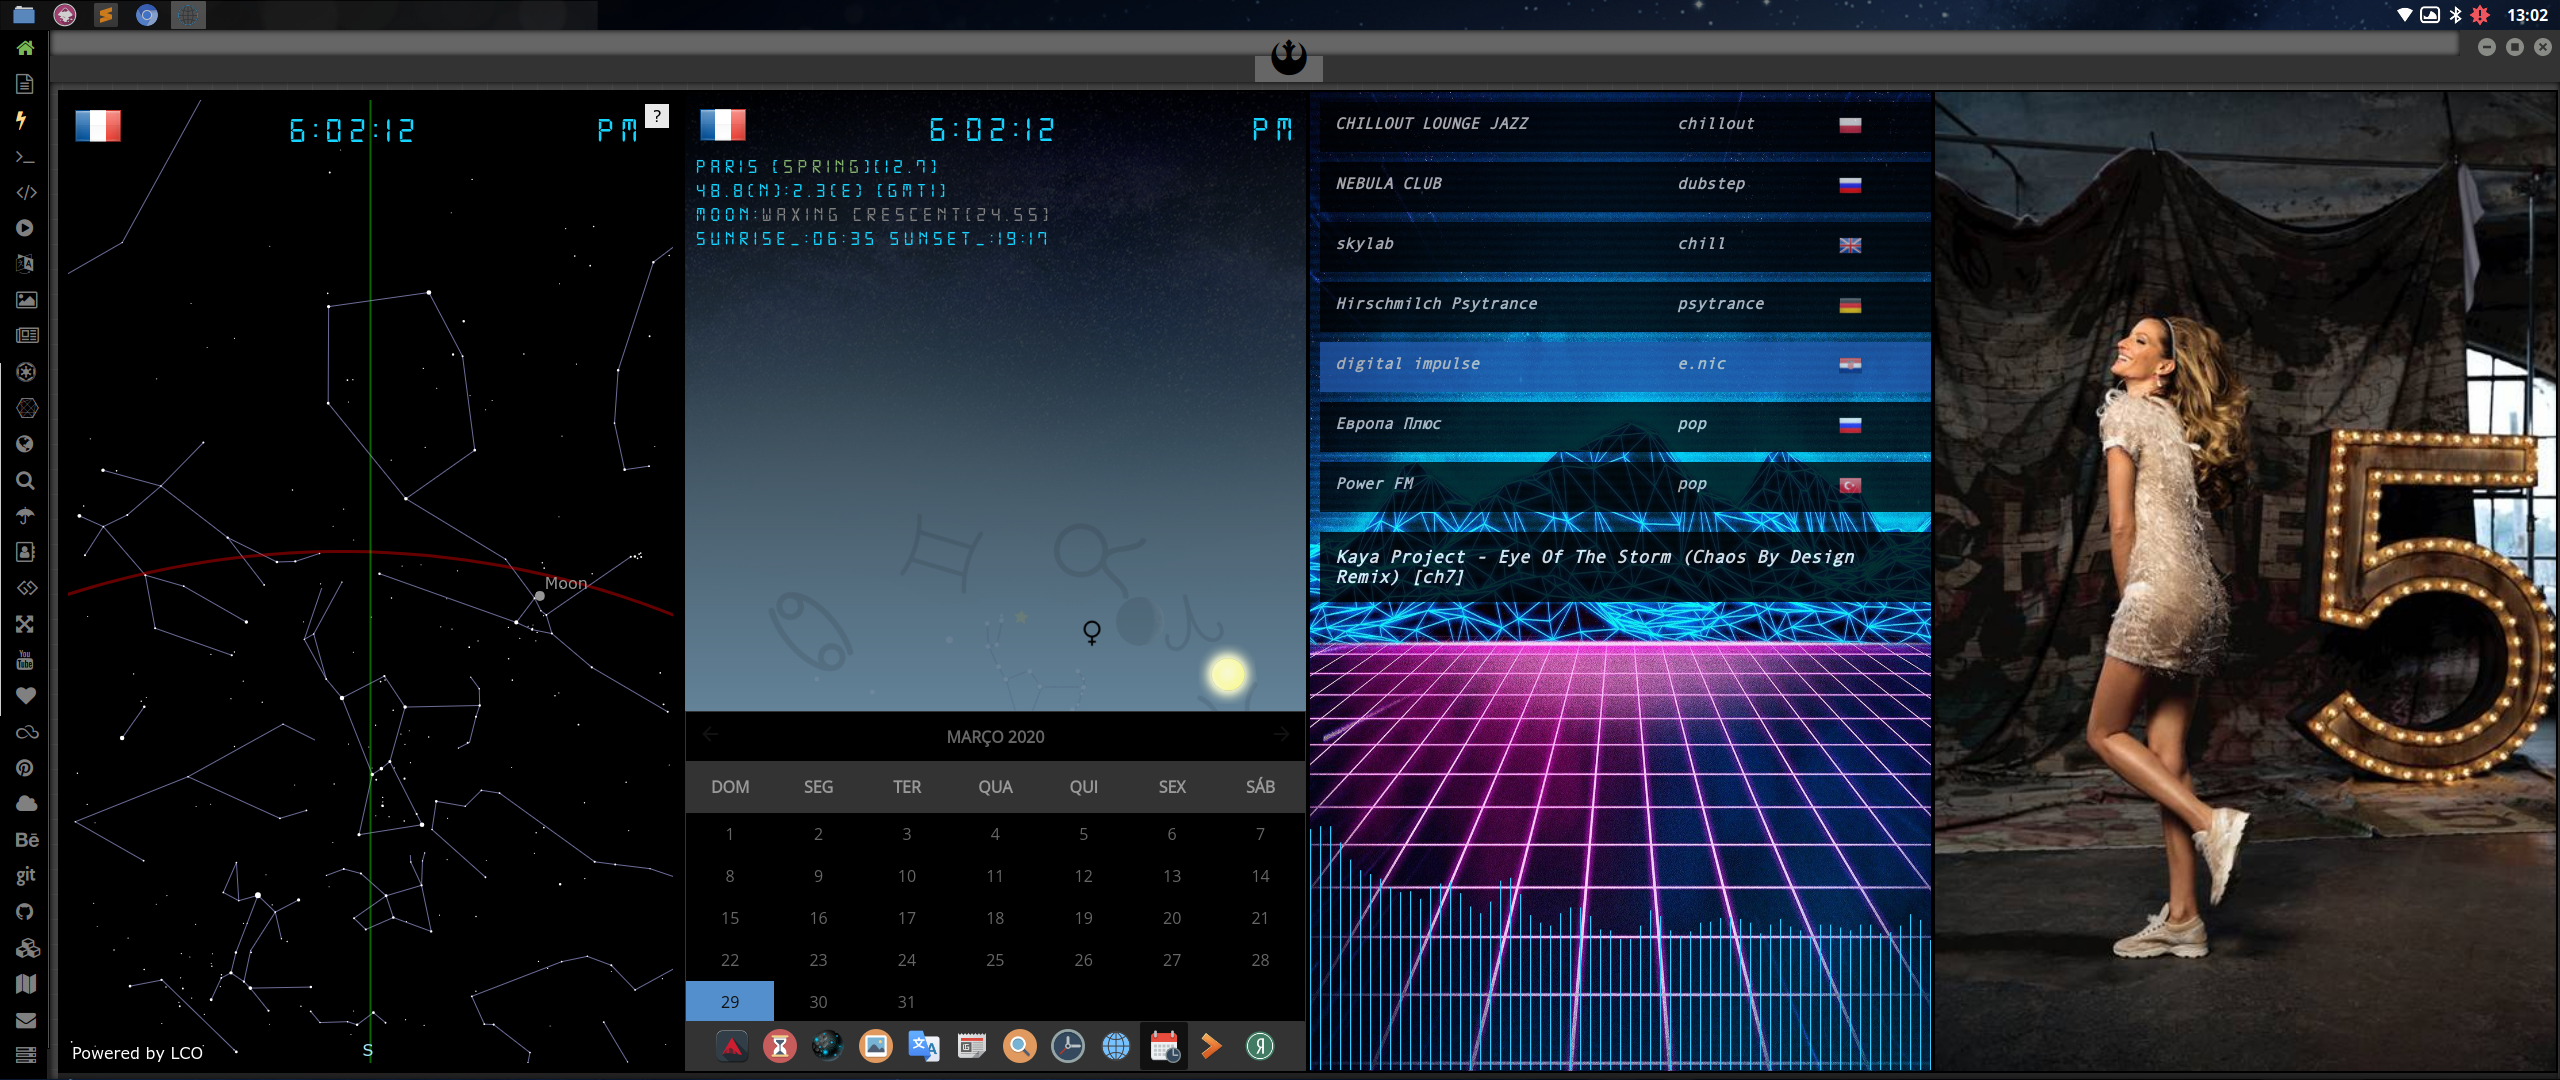 13:02
6:02:12 PM ?
Moon
Powered by LCO
S
6:02:12 PM
PARIS [SPRING][12.7]
48.8(N):2.3(E) [GMT1]
MOON:WAXING CRESCENT[24.55]
SUNRISE_:06:35 SUNSET_:19:17
MARÇO 2020
DOM SEG TER QUA QUI SEX SÁB
1 2 3 4 5 6 7
8 9 10 11 12 13 14
15 16 17 18 19 20 21
22 23 24 25 26 27 28
29 30 31
CHILLOUT LOUNGE JAZZ chillout
NEBULA CLUB dubstep
skylab chill
Hirschmilch Psytrance psytrance
digital impulse e.nic
Европа Плюс pop
Power FM pop
Kaya Project - Eye Of The Storm (Chaos By Design
Remix) [ch7]
5
You
Tube
Bē
git